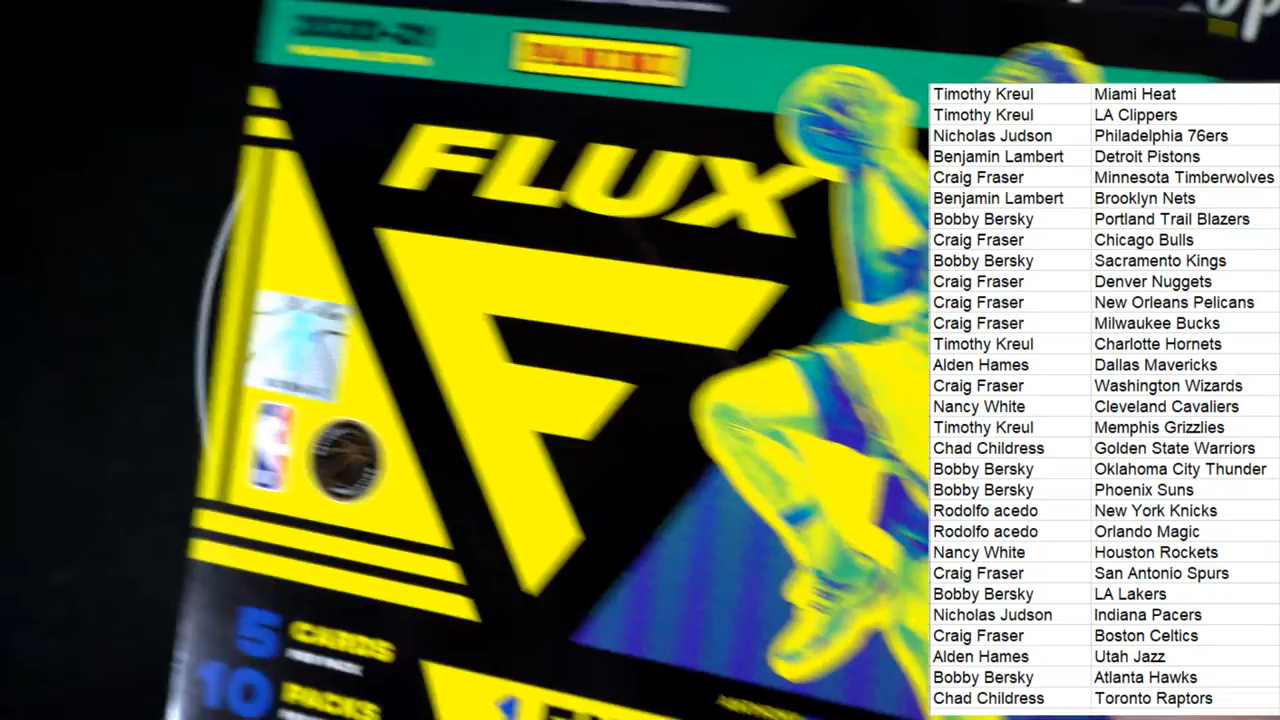 2020-21
PANINI
FLUX
F
5 CARDS
10 PACKS
Timothy Kreul Miami Heat
Timothy Kreul LA Clippers
Nicholas Judson Philadelphia 76ers
Benjamin Lambert Detroit Pistons
Craig Fraser Minnesota Timberwolves
Benjamin Lambert Brooklyn Nets
Bobby Bersky Portland Trail Blazers
Craig Fraser Chicago Bulls
Bobby Bersky Sacramento Kings
Craig Fraser Denver Nuggets
Craig Fraser New Orleans Pelicans
Craig Fraser Milwaukee Bucks
Timothy Kreul Charlotte Hornets
Alden Hames Dallas Mavericks
Craig Fraser Washington Wizards
Nancy White Cleveland Cavaliers
Timothy Kreul Memphis Grizzlies
Chad Childress Golden State Warriors
Bobby Bersky Oklahoma City Thunder
Bobby Bersky Phoenix Suns
Rodolfo acedo New York Knicks
Rodolfo acedo Orlando Magic
Nancy White Houston Rockets
Craig Fraser San Antonio Spurs
Bobby Bersky LA Lakers
Nicholas Judson Indiana Pacers
Craig Fraser Boston Celtics
Alden Hames Utah Jazz
Bobby Bersky Atlanta Hawks
Chad Childress Toronto Raptors